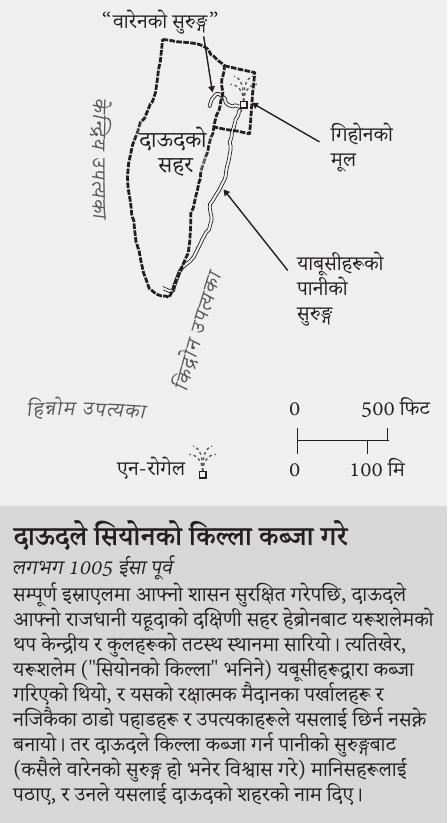 “वारेनको सुरुङ्ग”
केन्द्रिय उपत्यका
दाऊदको
सहर
गिहोनको
मूल
याबूसीहरूको
पानीको
सुरुङ्ग
किद्रोन उपत्यका
हिन्नोम उपत्यका
0 500 फिट
0 100 मि
एन-रोगेल
दाऊदले सियोनको किल्ला कब्जा गरे
लगभग 1005 ईसा पूर्व
सम्पूर्ण इस्राएलमा आफ्नो शासन सुरक्षित गरेपछि, दाऊदले
आफ्नो राजधानी यहूदाको दक्षिणी सहर हेब्रोनबाट यरूशलेमको
थप केन्द्रीय र कुलहरूको तटस्थ स्थानमा सारियो। त्यतिखेर,
यरूशलेम ("सियोनको किल्ला" भनिने) यबूसीहरूद्वारा कब्जा
गरिएको थियो, र यसको रक्षात्मक मैदानका पर्खालहरू र
नजिकैका ठाडो पहाडहरू र उपत्यकाहरूले यसलाई छिर्न नसक्ने
बनायो। तर दाऊदले किल्ला कब्जा गर्न पानीको सुरुङ्गबाट
(कसैले वारेनको सुरुङ्ग हो भनेर विश्वास गरे) मानिसहरूलाई
पठाए, र उनले यसलाई दाऊदको शहरको नाम दिए।